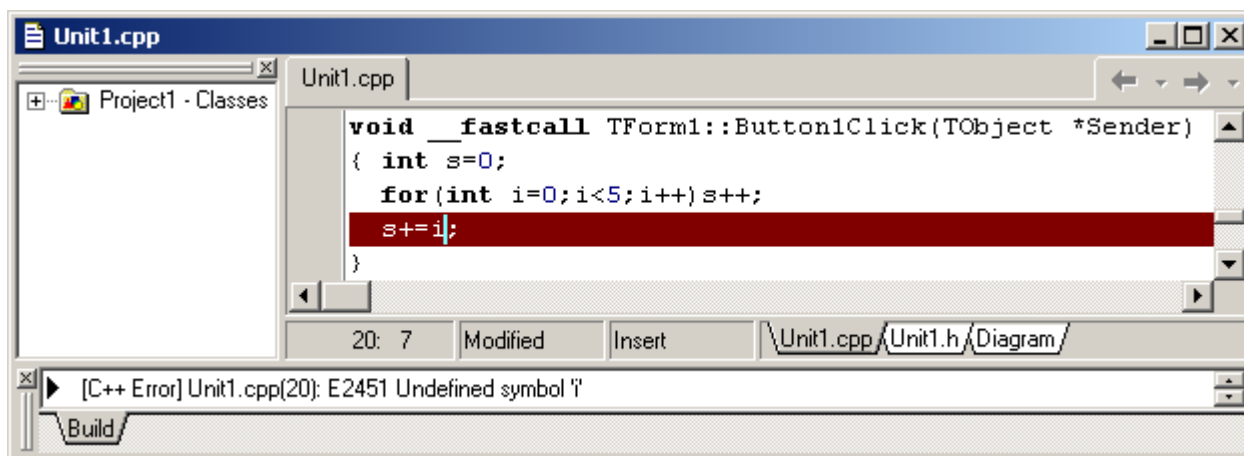 Unit1.cpp
Project1 - Classes
Unit1.cpp
void __fastcall TForm1::Button1Click(TObject *Sender)
{ int s=0;
for(int i=0;i<5;i++)s++;
s+=i;
}
20: 7 Modified Insert Unit1.cpp Unit1.h Diagram
[C++ Error] Unit1.cpp(20): E2451 Undefined symbol 'i'
Build